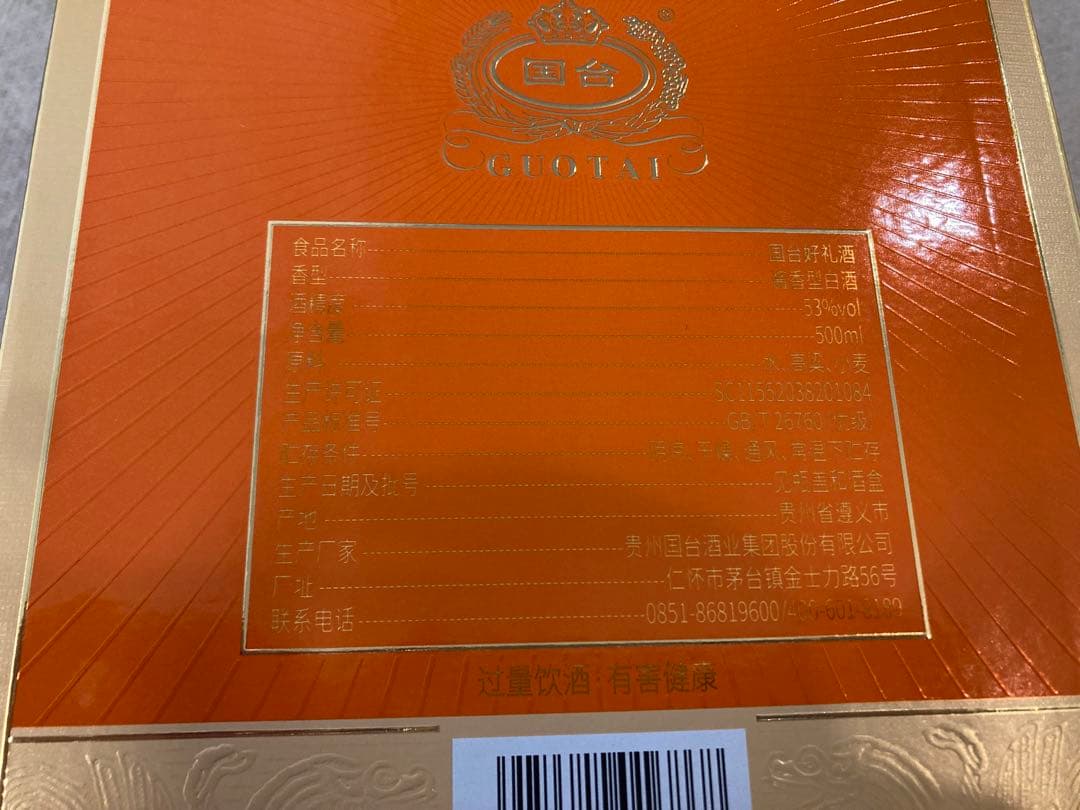 国台
GUOTAI
食品名称 国台好礼酒
香型 酱香型白酒
酒精度 53%vol
净含量 500ml
原料 水、高粱、小麦
生产许可证 SC11562038201084
产品标准号 GB/T 26760 优级
贮存条件 阴凉、干燥、通风、常温下贮存
生产日期及批号 见瓶盖和酒盒
产地 贵州省遵义市
生产厂家 贵州国台酒业集团股份有限公司
厂址 仁怀市茅台镇金士力路56号
联系电话 0851-86819600/
过量饮酒 有害健康